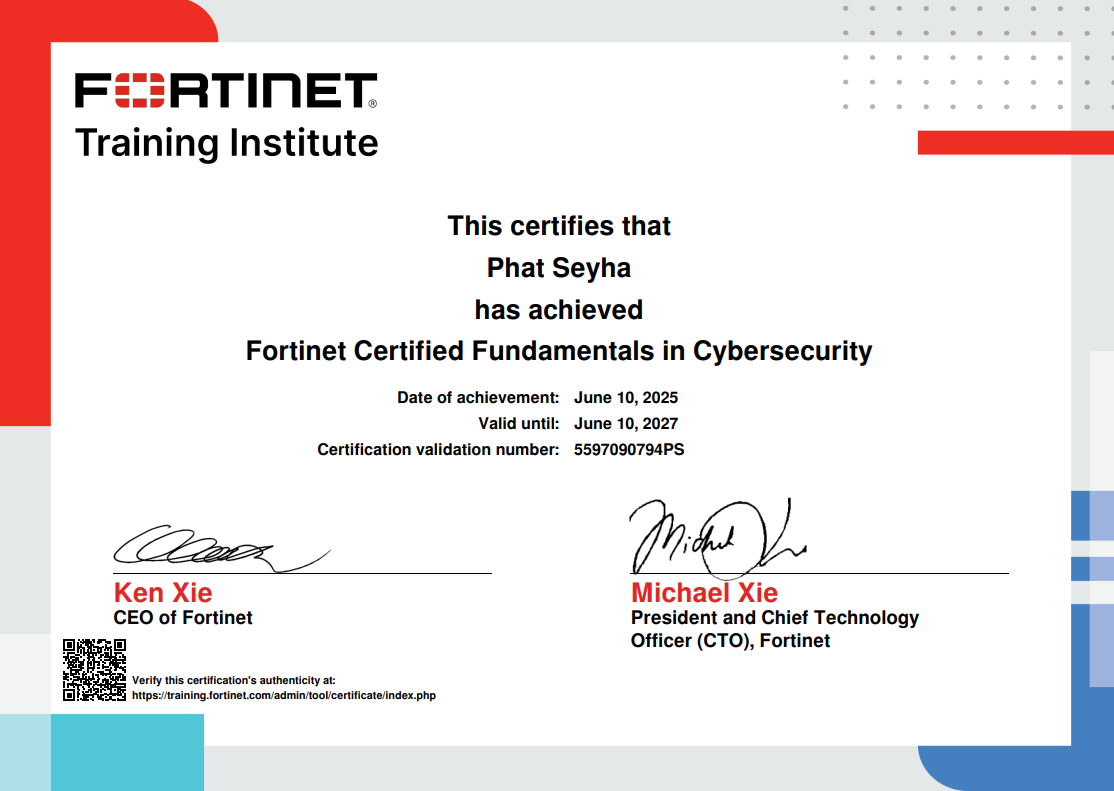 FORTINET®
Training Institute
This certifies that
Phat Seyha
has achieved
Fortinet Certified Fundamentals in Cybersecurity
Date of achievement: June 10, 2025
Valid until: June 10, 2027
Certification validation number: 5597090794PS
Ken Xie
CEO of Fortinet
Michael Xie
President and Chief Technology
Officer (CTO), Fortinet
Verify this certification's authenticity at:
https://training.fortinet.com/admin/tool/certificate/index.php